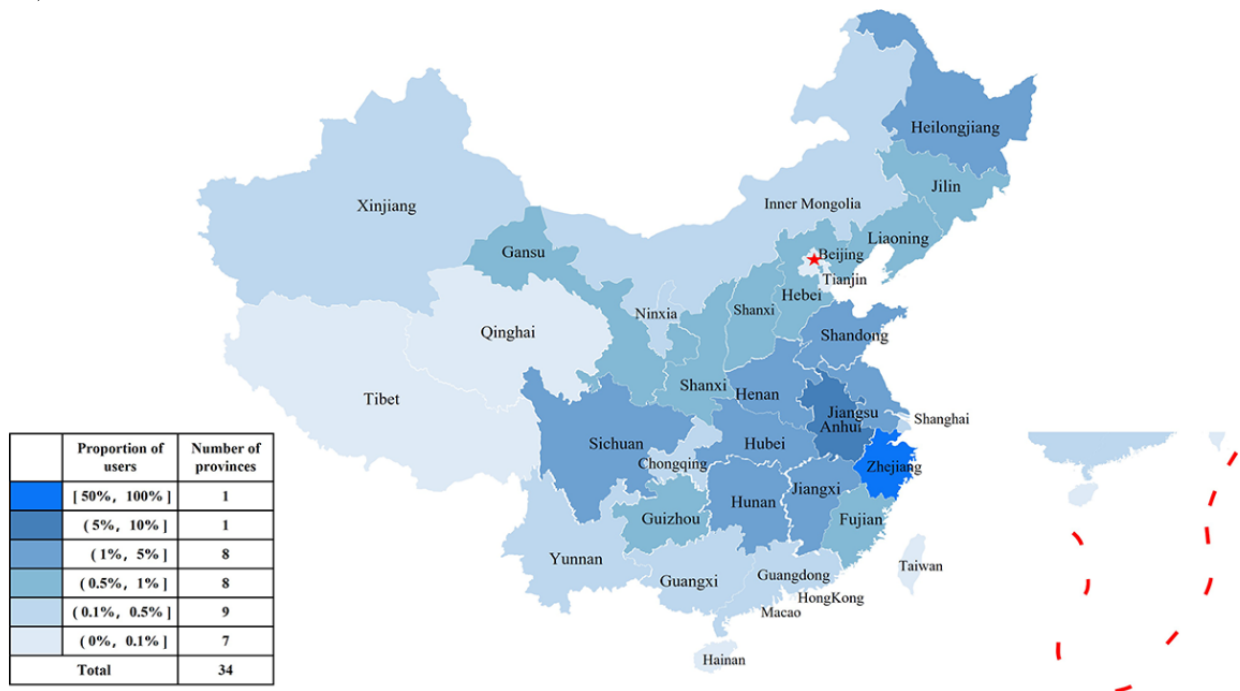 Heilongjiang
Jilin
Xinjiang
Inner Mongolia
Liaoning
Gansu
Beijing
Tianjin
Hebei
Shanxi
Ninxia
Qinghai
Shandong
Shanxi
Henan
Tibet
Jiangsu
Shanghai
Anhui
Sichuan
Hubei
Chongqing
Zhejiang
Jiangxi
Hunan
Guizhou
Fujian
Yunnan
Guangxi
Guangdong
Taiwan
HongKong
Macao
Hainan
Proportion of users Number of provinces
[ 50%, 100% ] 1
( 5%, 10% ] 1
( 1%, 5% ] 8
( 0.5%, 1% ] 8
( 0.1%, 0.5% ] 9
( 0%, 0.1% ] 7
Total 34